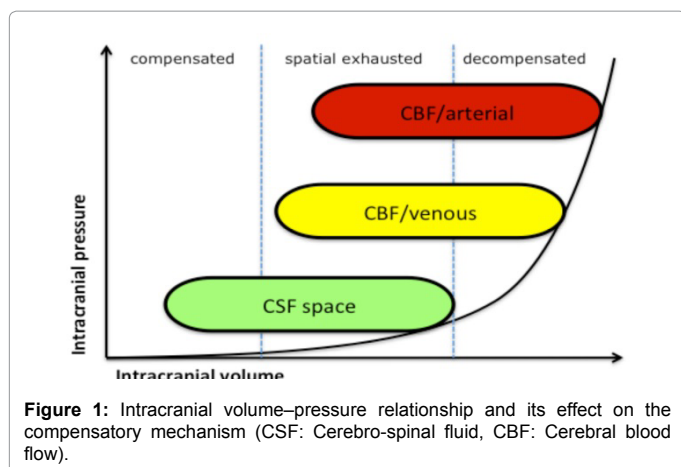 compensated spatial exhausted decompensated
CBF/arterial
CBF/venous
CSF space
Intracranial pressure
Intracranial volume
Figure 1: Intracranial volume–pressure relationship and its effect on the
compensatory mechanism (CSF: Cerebro-spinal fluid, CBF: Cerebral blood
flow).